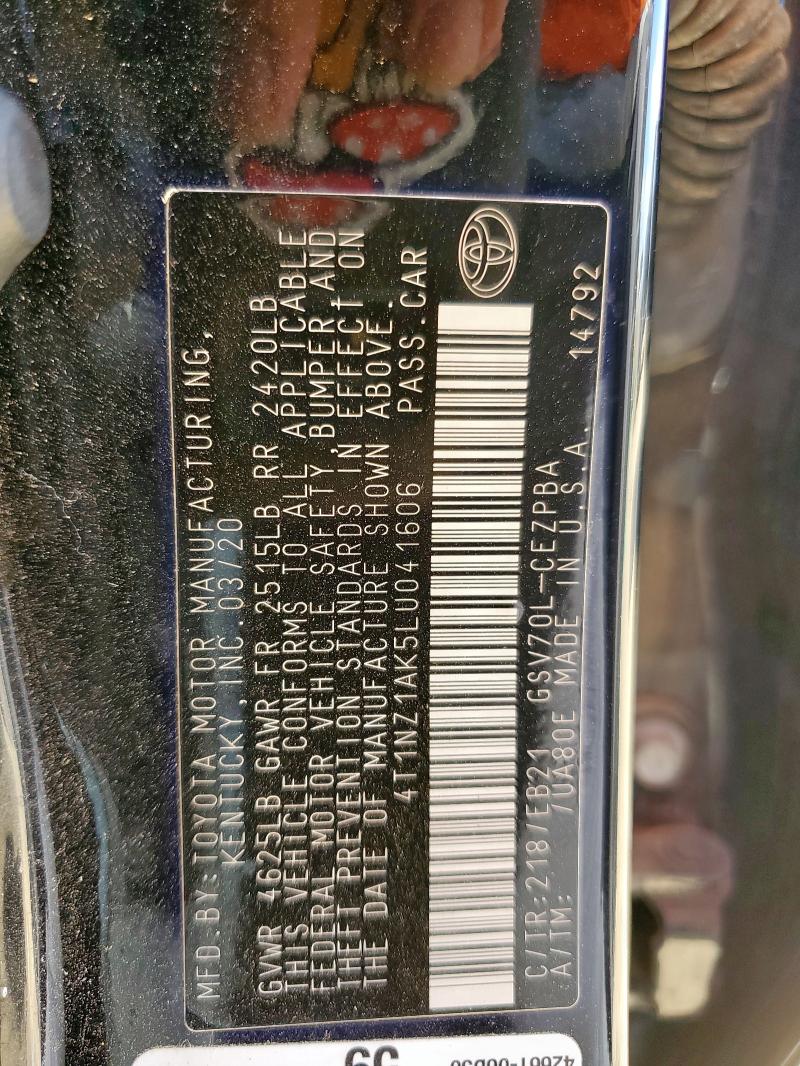 MFD.BY:TOYOTA MOTOR MANUFACTURING,
KENTUCKY,INC.03/20
GVWR 4625LB GAWR FR 2515LB RR 2420LB
THIS VEHICLE CONFORMS TO ALL APPLICABLE
FEDERAL MOTOR VEHICLE SAFETY, BUMPER, AND
THEFT PREVENTION STANDARDS IN EFFECT ON
THE DATE OF MANUFACTURE SHOWN ABOVE.
4T1NZ1AK5LU041606 PASS.CAR
C/TR:218/EB21 GSV70L-CEZPBA
A/TM: /UA80E MADE IN U.S.A. 14792